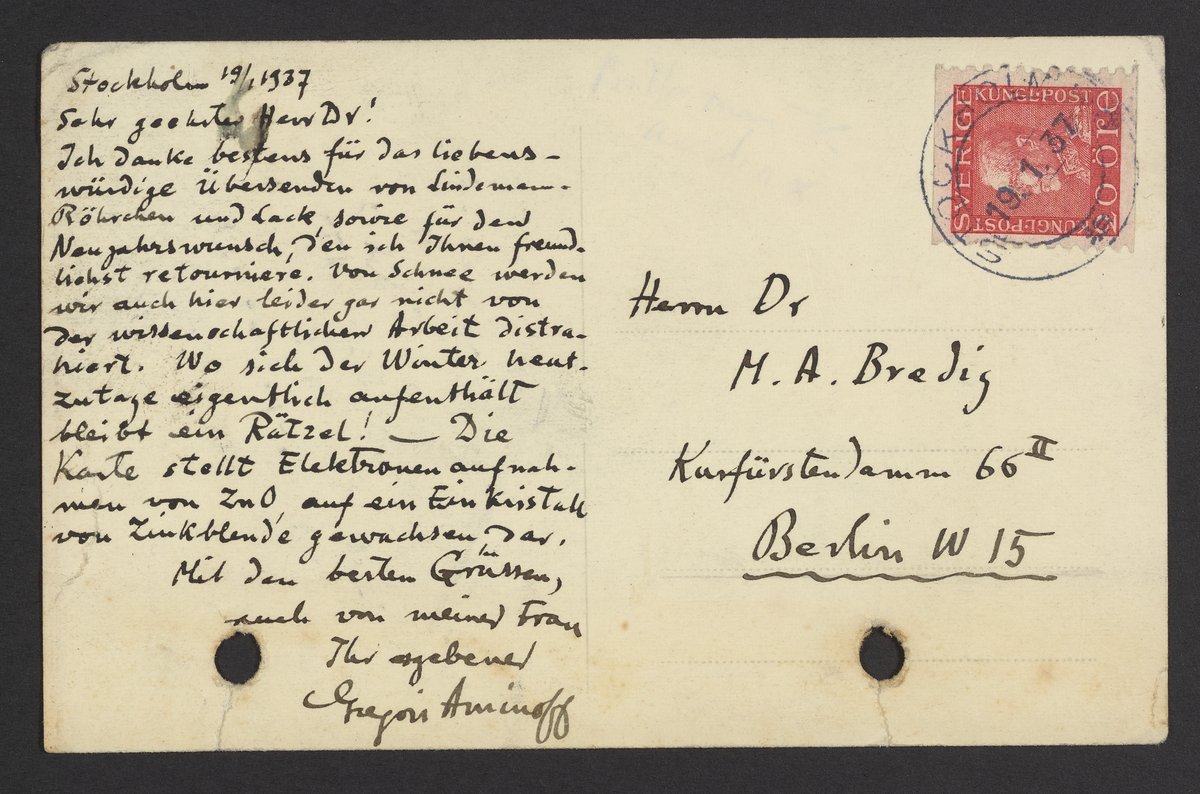 Stockholm 19/1 1937
Sehr geehrter Herr Dr!
Ich danke bestens für das liebens-
würdige Übersenden von Lindemann-
Röhrchen und Lack, sowie für den
Neujahrswunsch, den ich Ihnen freund-
lichst retourniere. Von Schnee werden
wir auch hier leider gar nicht von
der wissenschaftlichen Arbeit distra-
hiert. Wo sich der Winter heut-
zutage eigentlich aufenthält
bleibt ein Rätzel! — Die
Karte stellt Elektronenaufnah-
men von ZnO, auf ein Einkristall
von Zinkblende gewachsen, dar.
Mit den besten Grüssen,
auch von meiner Frau
Ihr ergebener
Gregori Aminoff
SVERIGE
KUNGL·POST
KUNGL·POST
20 öre
STOCKHOLM
19.1.37
Herrn Dr
M. A. Bredig
Kurfürstendamm 66 II
Berlin W 15